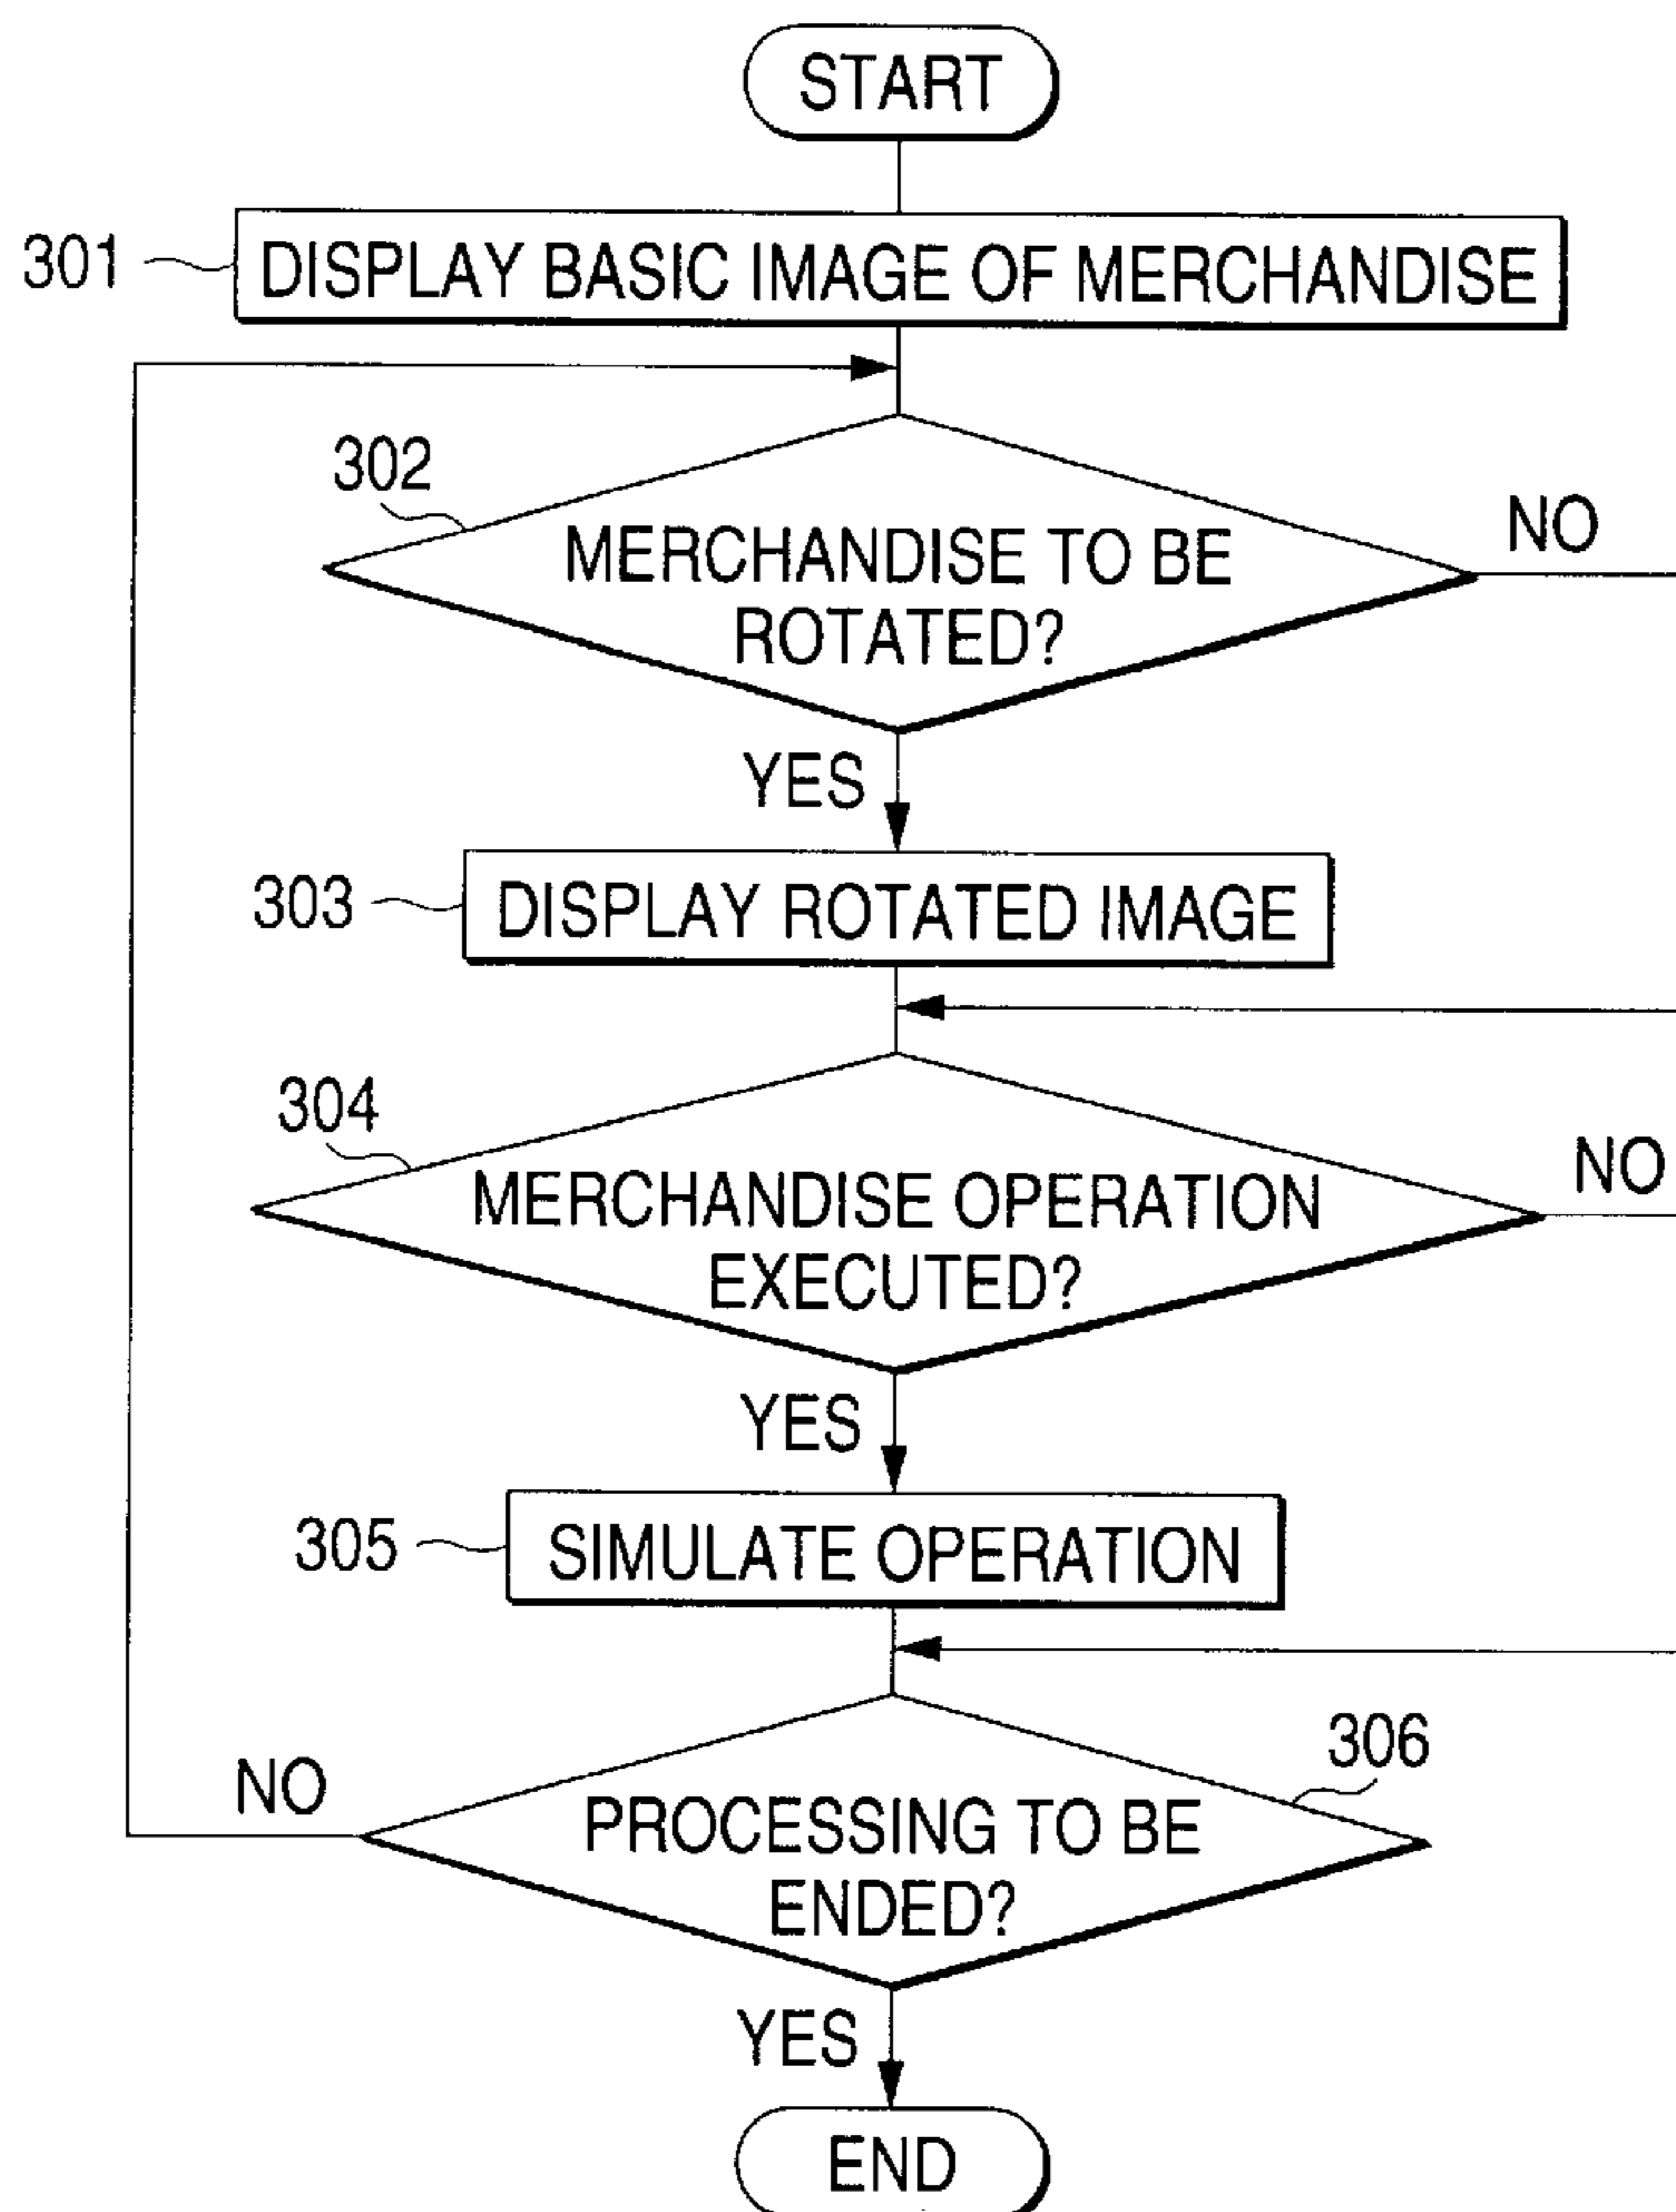 START
301
DISPLAY BASIC IMAGE OF MERCHANDISE
302
MERCHANDISE TO BE
ROTATED?
NO
YES
303
DISPLAY ROTATED IMAGE
304
MERCHANDISE OPERATION
EXECUTED?
NO
YES
305
SIMULATE OPERATION
306
PROCESSING TO BE
ENDED?
NO
YES
END